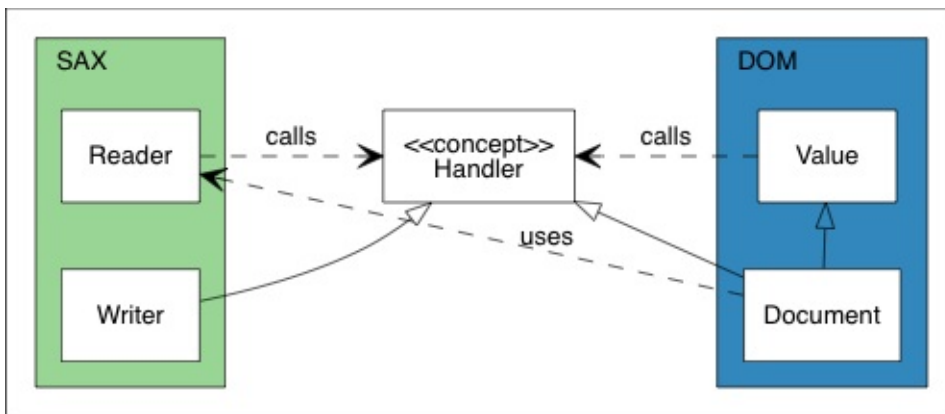 SAX
DOM
Reader
calls
<<concept>>
Handler
calls
Value
uses
Writer
Document